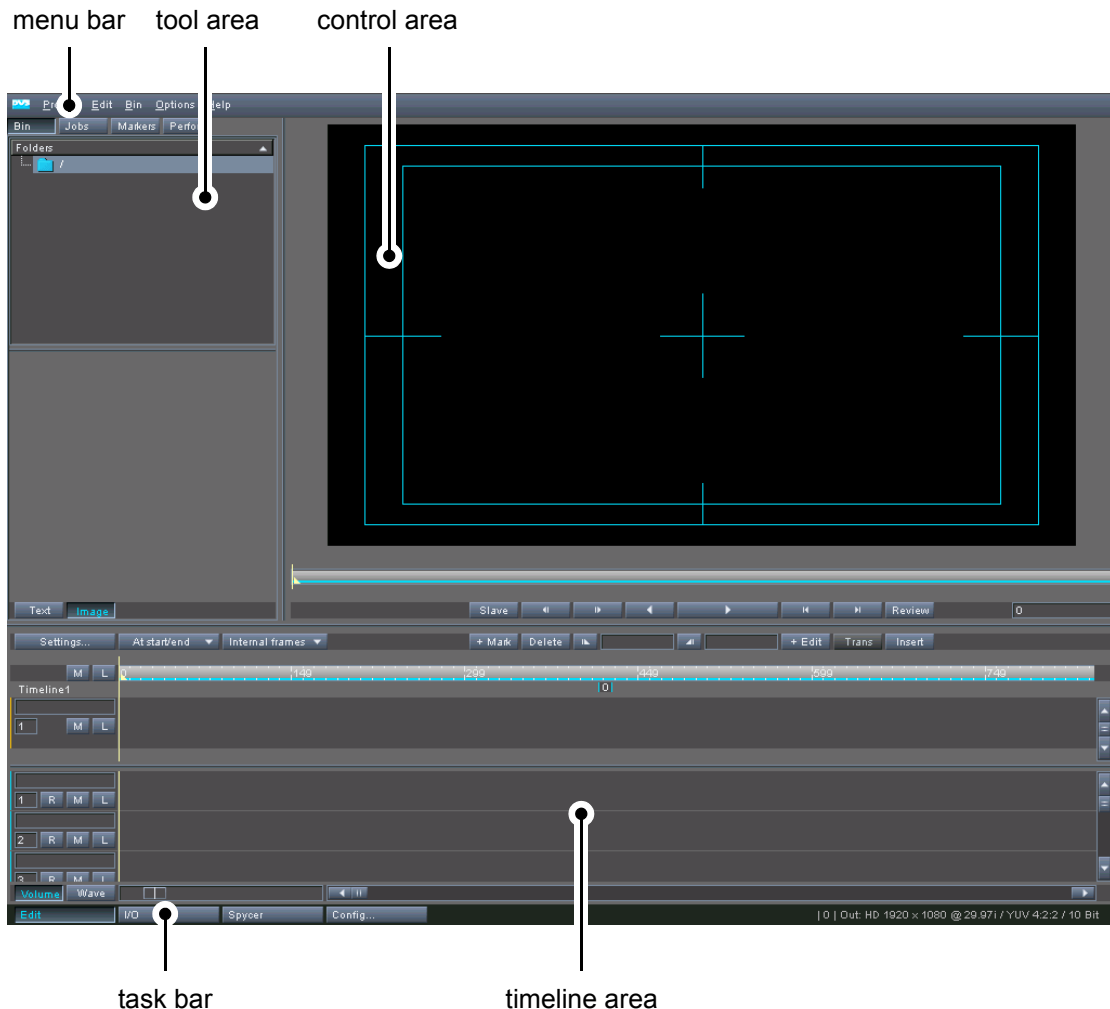 menu bar tool area control area
DVS Edit Bin Options
Bin Jobs Markers
Folders
/
Text Image
Slave Review 0
Settings... At start/end Internal frames + Mark Delete + Edit Trans Insert
M L 0 149 299 449 599 749
Timeline1 0
1 M L
1 R M L
2 R M L
3 R M L
Volume Wave
Edit I/O Spycer Config... | 0 | Out: HD 1920 x 1080 @ 29.97i / YUV 4:2:2 / 10 Bit
task bar timeline area